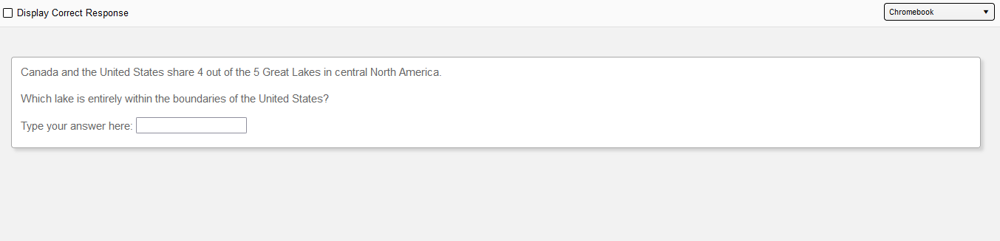 Display Correct Response
Chromebook
Canada and the United States share 4 out of the 5 Great Lakes in central North America.
Which lake is entirely within the boundaries of the United States?
Type your answer here: